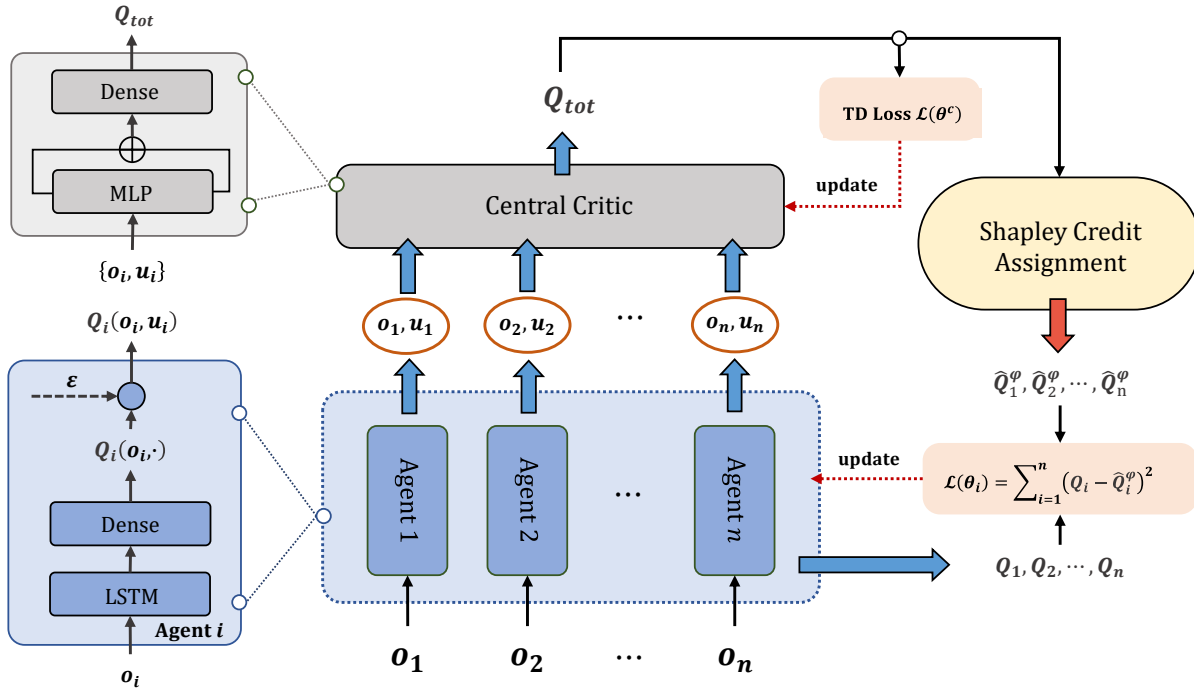 Q_tot
Dense
⊕
MLP
{o_i, u_i}
Q_i(o_i, u_i)
ε
Q_i(o_i,·)
Dense
LSTM
Agent i
o_i
Q_tot
Central Critic
o_1, u_1
o_2, u_2
···
o_n, u_n
Agent 1
Agent 2
···
Agent n
o_1
o_2
···
o_n
TD Loss ℒ(θ^c)
update
Shapley Credit
Assignment
Q̂_1^φ, Q̂_2^φ, ···, Q̂_n^φ
update
ℒ(θ_i) = ∑_{i=1}^n (Q_i − Q̂_i^φ)^2
Q_1, Q_2, ···, Q_n